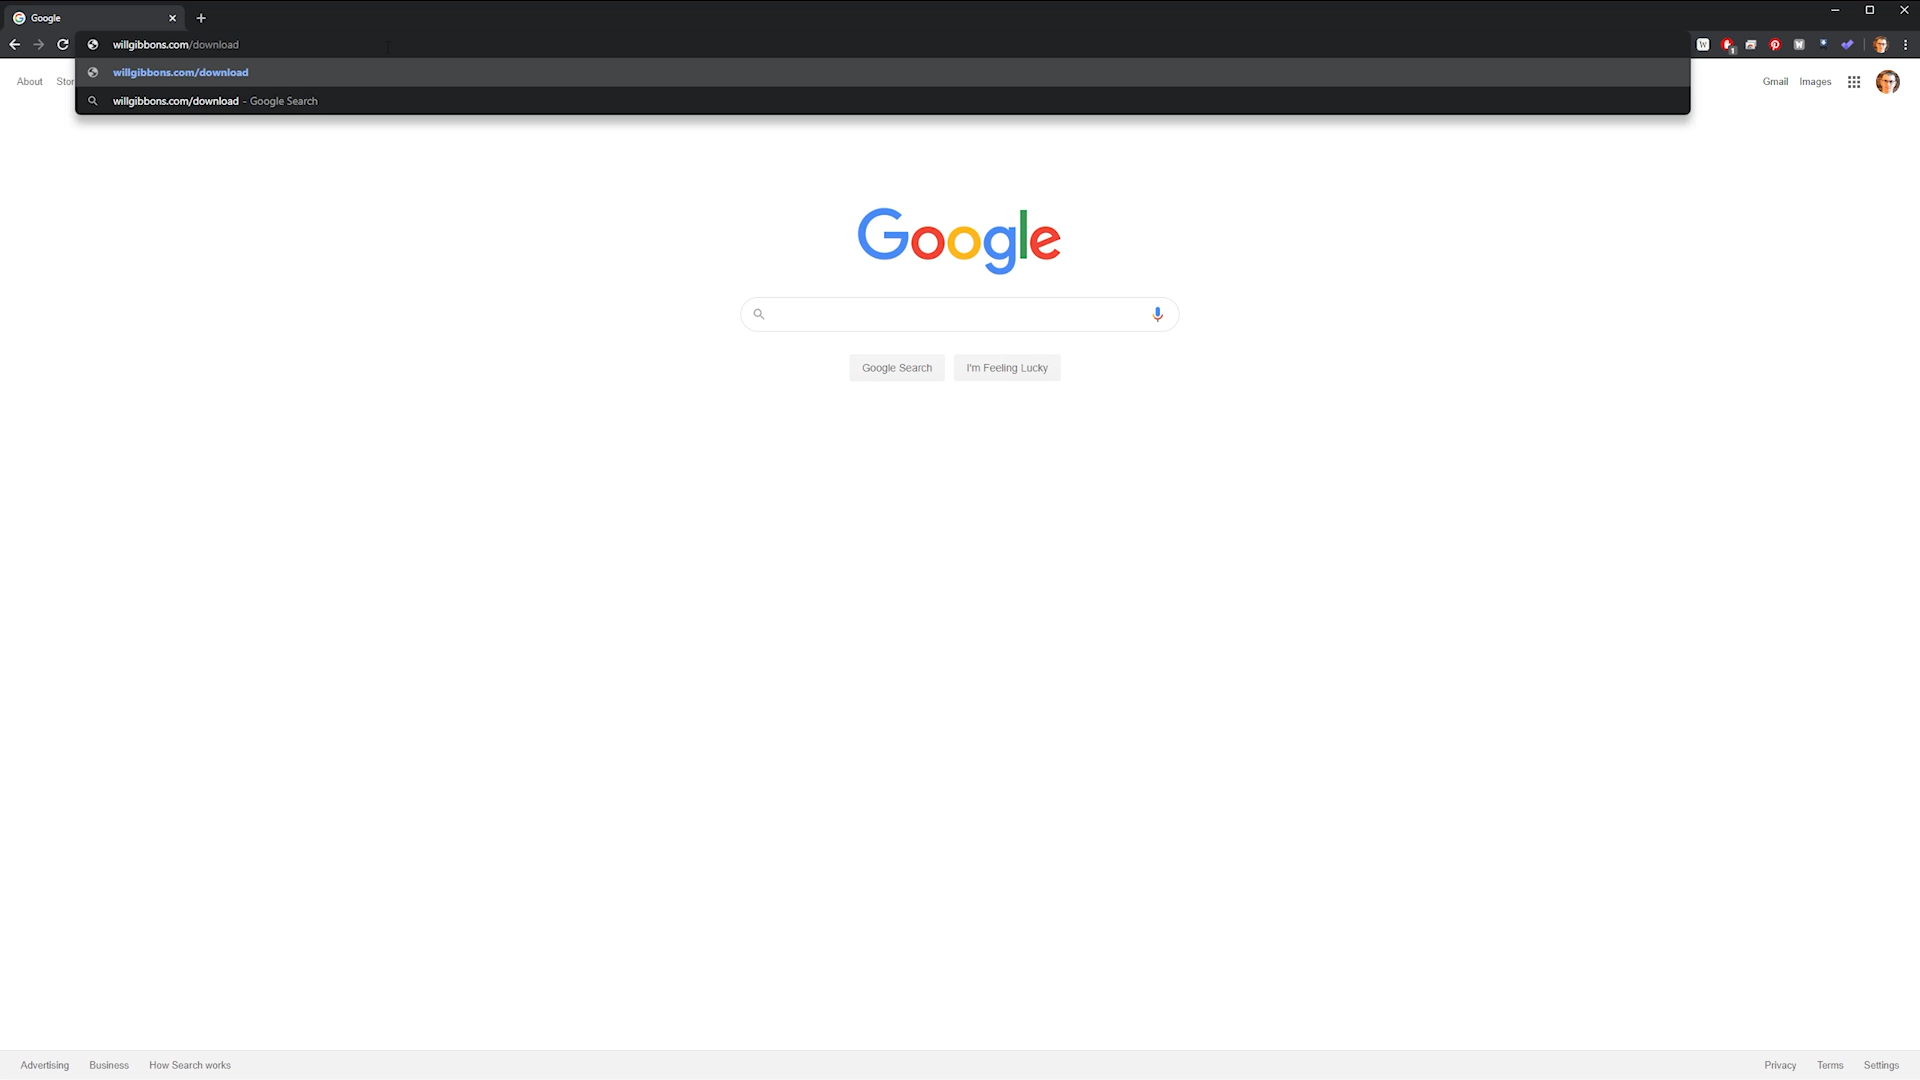 Google
willgibbons.com/download
willgibbons.com/download
willgibbons.com/download - Google Search
About
Gmail Images
Google
Google Search I'm Feeling Lucky
Advertising Business How Search works
Privacy Terms Settings